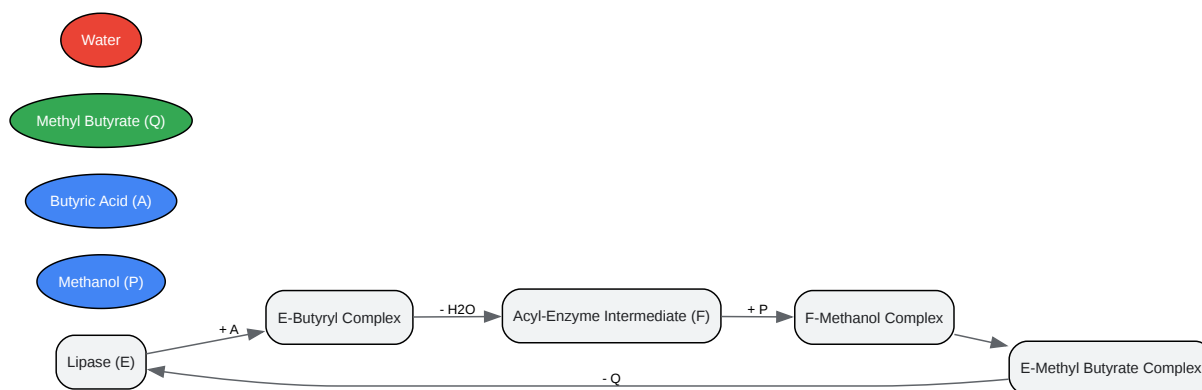 Water
Methyl Butyrate (Q)
Butyric Acid (A)
Methanol (P)
Lipase (E)
+ A
E-Butyryl Complex
- H2O
Acyl-Enzyme Intermediate (F)
+ P
F-Methanol Complex
E-Methyl Butyrate Complex
- Q